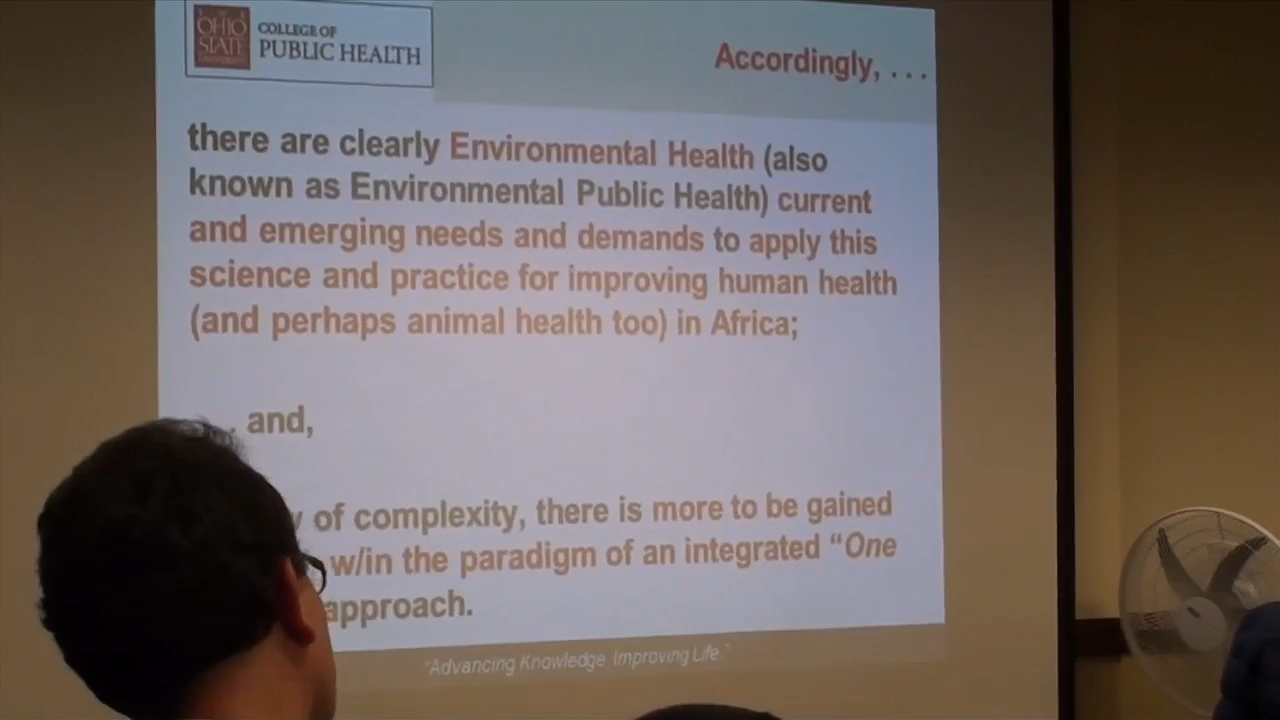 OHIO
STATE
UNIVERSITY
COLLEGE OF
PUBLIC HEALTH
Accordingly, . . .
there are clearly Environmental Health (also
known as Environmental Public Health) current
and emerging needs and demands to apply this
science and practice for improving human health
(and perhaps animal health too) in Africa;
. and,
of complexity, there is more to be gained
w/in the paradigm of an integrated “One
approach.
"Advancing Knowledge. Improving Life."